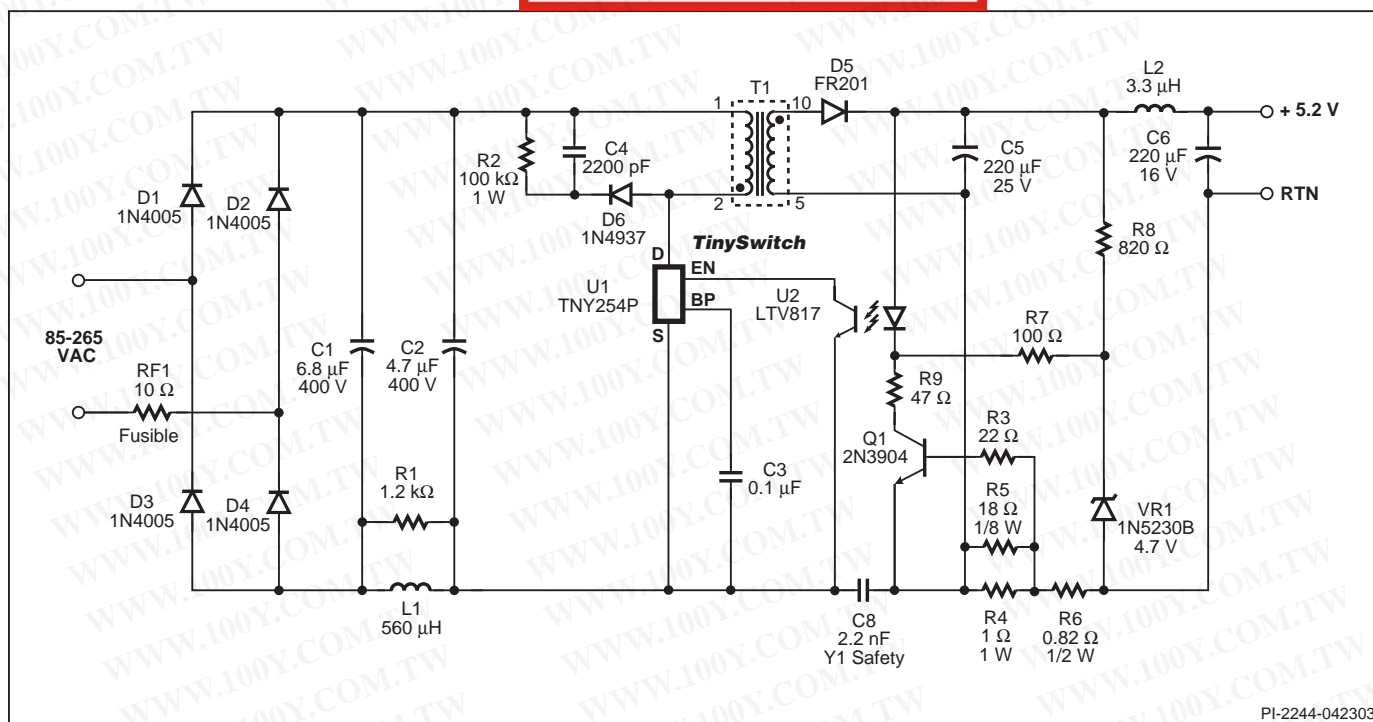 WWW.100Y.COM.TW
D5
FR201
L2
3.3 μH
T1
1
10
+ 5.2 V
R2
100 kΩ
1 W
C4
2200 pF
C5
220 μF
25 V
C6
220 μF
16 V
D1
1N4005
D2
1N4005
2
5
RTN
D6
1N4937
R8
820 Ω
TinySwitch
D
EN
U1
TNY254P
BP
S
U2
LTV817
85-265
VAC
R7
100 Ω
C1
6.8 μF
400 V
C2
4.7 μF
400 V
RF1
10 Ω
Fusible
R9
47 Ω
R3
22 Ω
Q1
2N3904
C3
0.1 μF
R1
1.2 kΩ
R5
18 Ω
1/8 W
D3
1N4005
D4
1N4005
VR1
1N5230B
4.7 V
L1
560 μH
C8
2.2 nF
Y1 Safety
R4
1 Ω
1 W
R6
0.82 Ω
1/2 W
PI-2244-042303